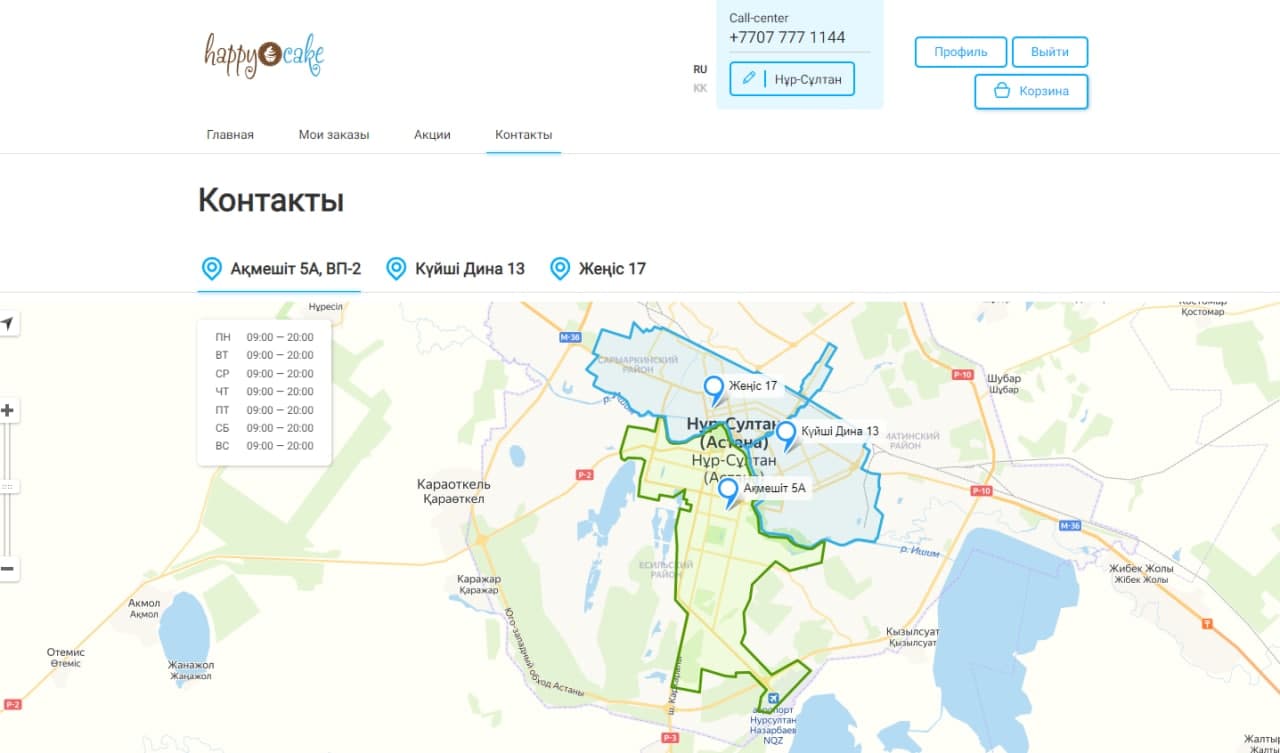 happy cake
Call-center
+7707 777 1144
RU
KK
Нұр-Сұлтан
Профиль
Выйти
Корзина
Главная
Мои заказы
Акции
Контакты
Контакты
Ақмешіт 5А, ВП-2
Күйші Дина 13
Жеңіс 17
ПН 09:00 — 20:00
ВТ 09:00 — 20:00
СР 09:00 — 20:00
ЧТ 09:00 — 20:00
ПТ 09:00 — 20:00
СБ 09:00 — 20:00
ВС 09:00 — 20:00
Нұресіл
М-36
САРЫАРКИНСКИЙ
РАЙОН
р. Ишим
Жеңіс 17
Нур-Султан
(Астана)
Нұр-Сұлтан
Күйші Дина 13
РАЙОН
Ақмешіт 5А
Р-10
Шубар
Шұбар
Костомар
Қостомар
Р-2
Караоткель
Қараөткел
Р-10
М-36
р. Ишим
ЕСИЛЬСКИЙ
РАЙОН
Каражар
Қаражар
Жибек Жолы
Жібек Жолы
Акмол
Ақмол
Юго-западный обход Астаны
Кызылсуат
Қызылсуат
Отемис
Өтеміс
Жанажол
Жаңажол
ш. Каркаралы
Р-2
аэропорт
Нурсултан
Назарбаев
NQZ
Р-3